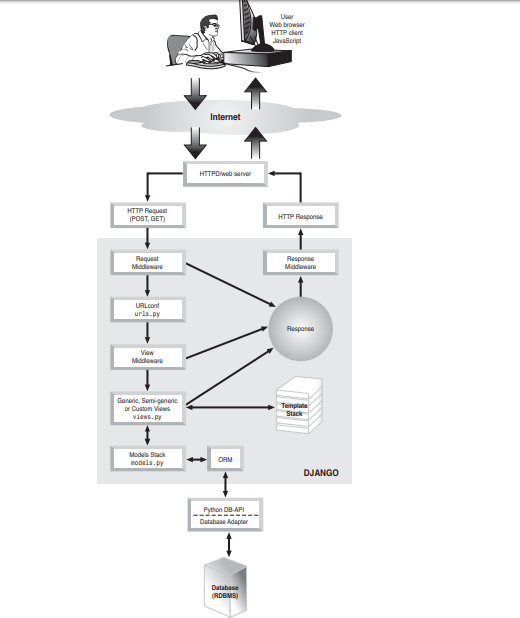 User
Web browser
HTTP client
JavaScript
Internet
HTTPD/web server
HTTP Request
(POST, GET)
HTTP Response
Request
Middleware
Response
Middleware
URLconf
urls.py
Response
View
Middleware
Generic, Semi-generic
or Custom Views
views.py
Template
Stack
Models Stack
models.py
ORM
DJANGO
Python DB-API
Database Adapter
Database
(RDBMS)